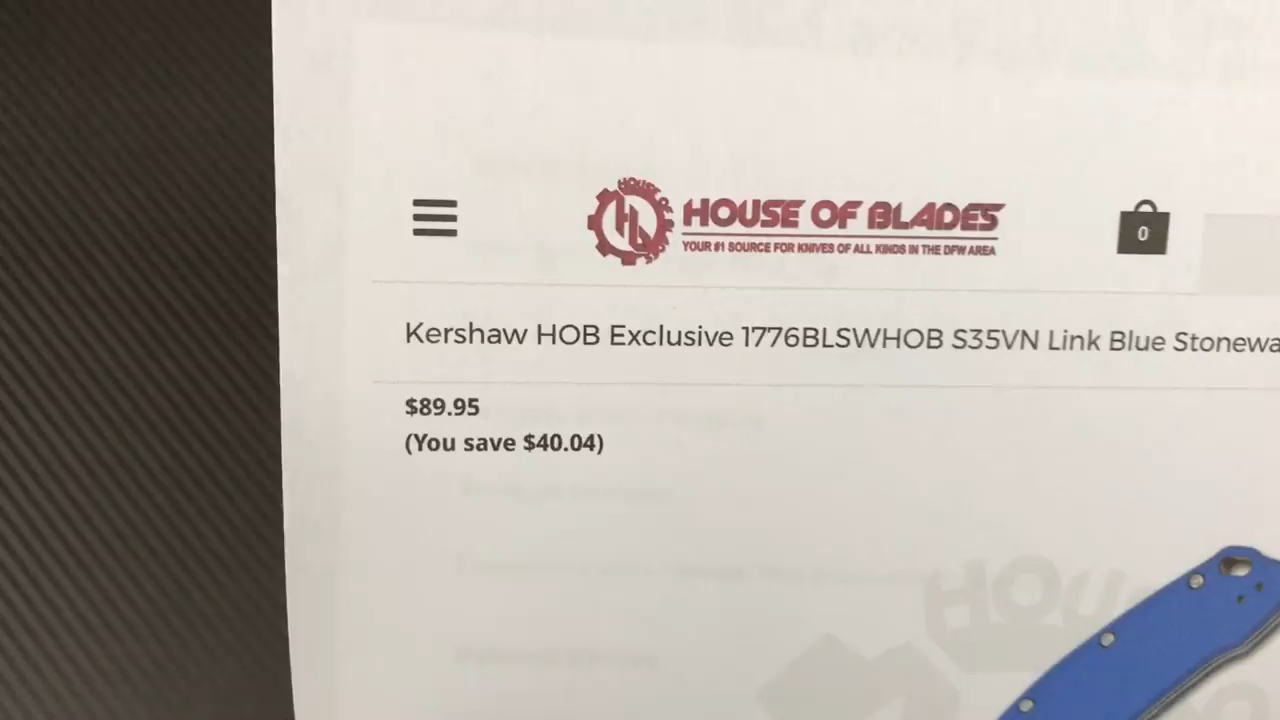 HOUSE OF BLADES
YOUR #1 SOURCE FOR KNIVES OF ALL KINDS IN THE DFW AREA
0
Kershaw HOB Exclusive 1776BLSWHOB S35VN Link Blue Stonewa
$89.95
(You save $40.04)
HOU